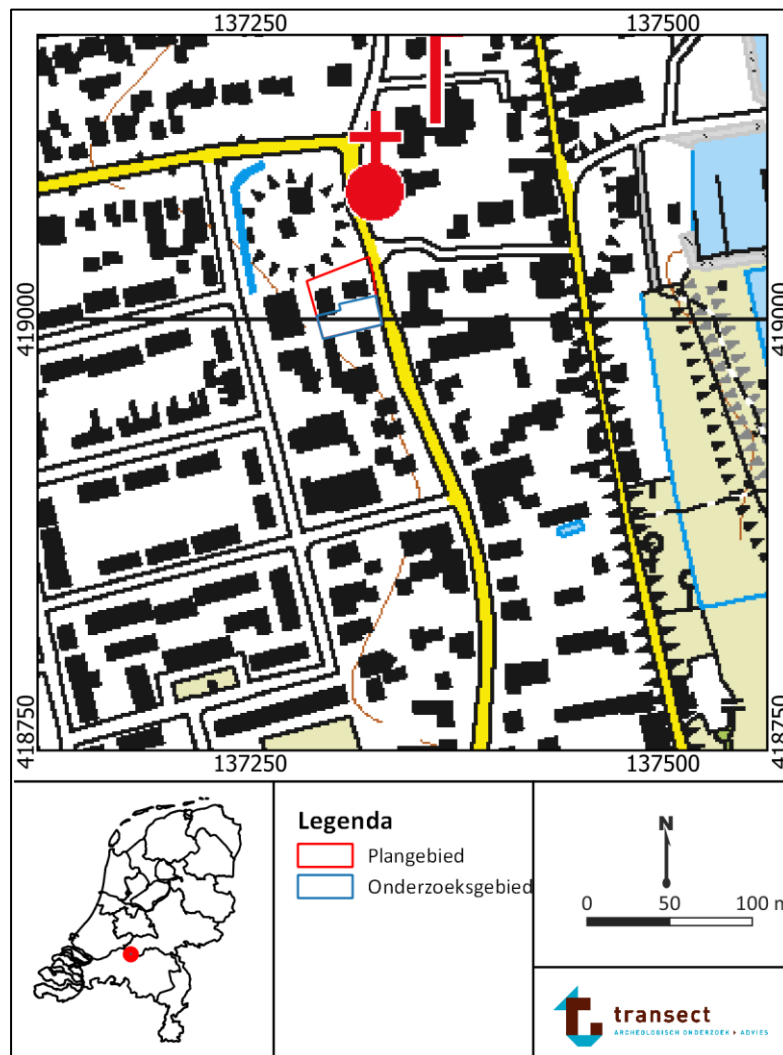 137250 137500
419000 419000
418750 418750
137250 137500
Legenda
Plangebied
Onderzoeksgebied
N
0 50 100 m
transect
ARCHEOLOGISCH ONDERZOEK ▸ ADVIES